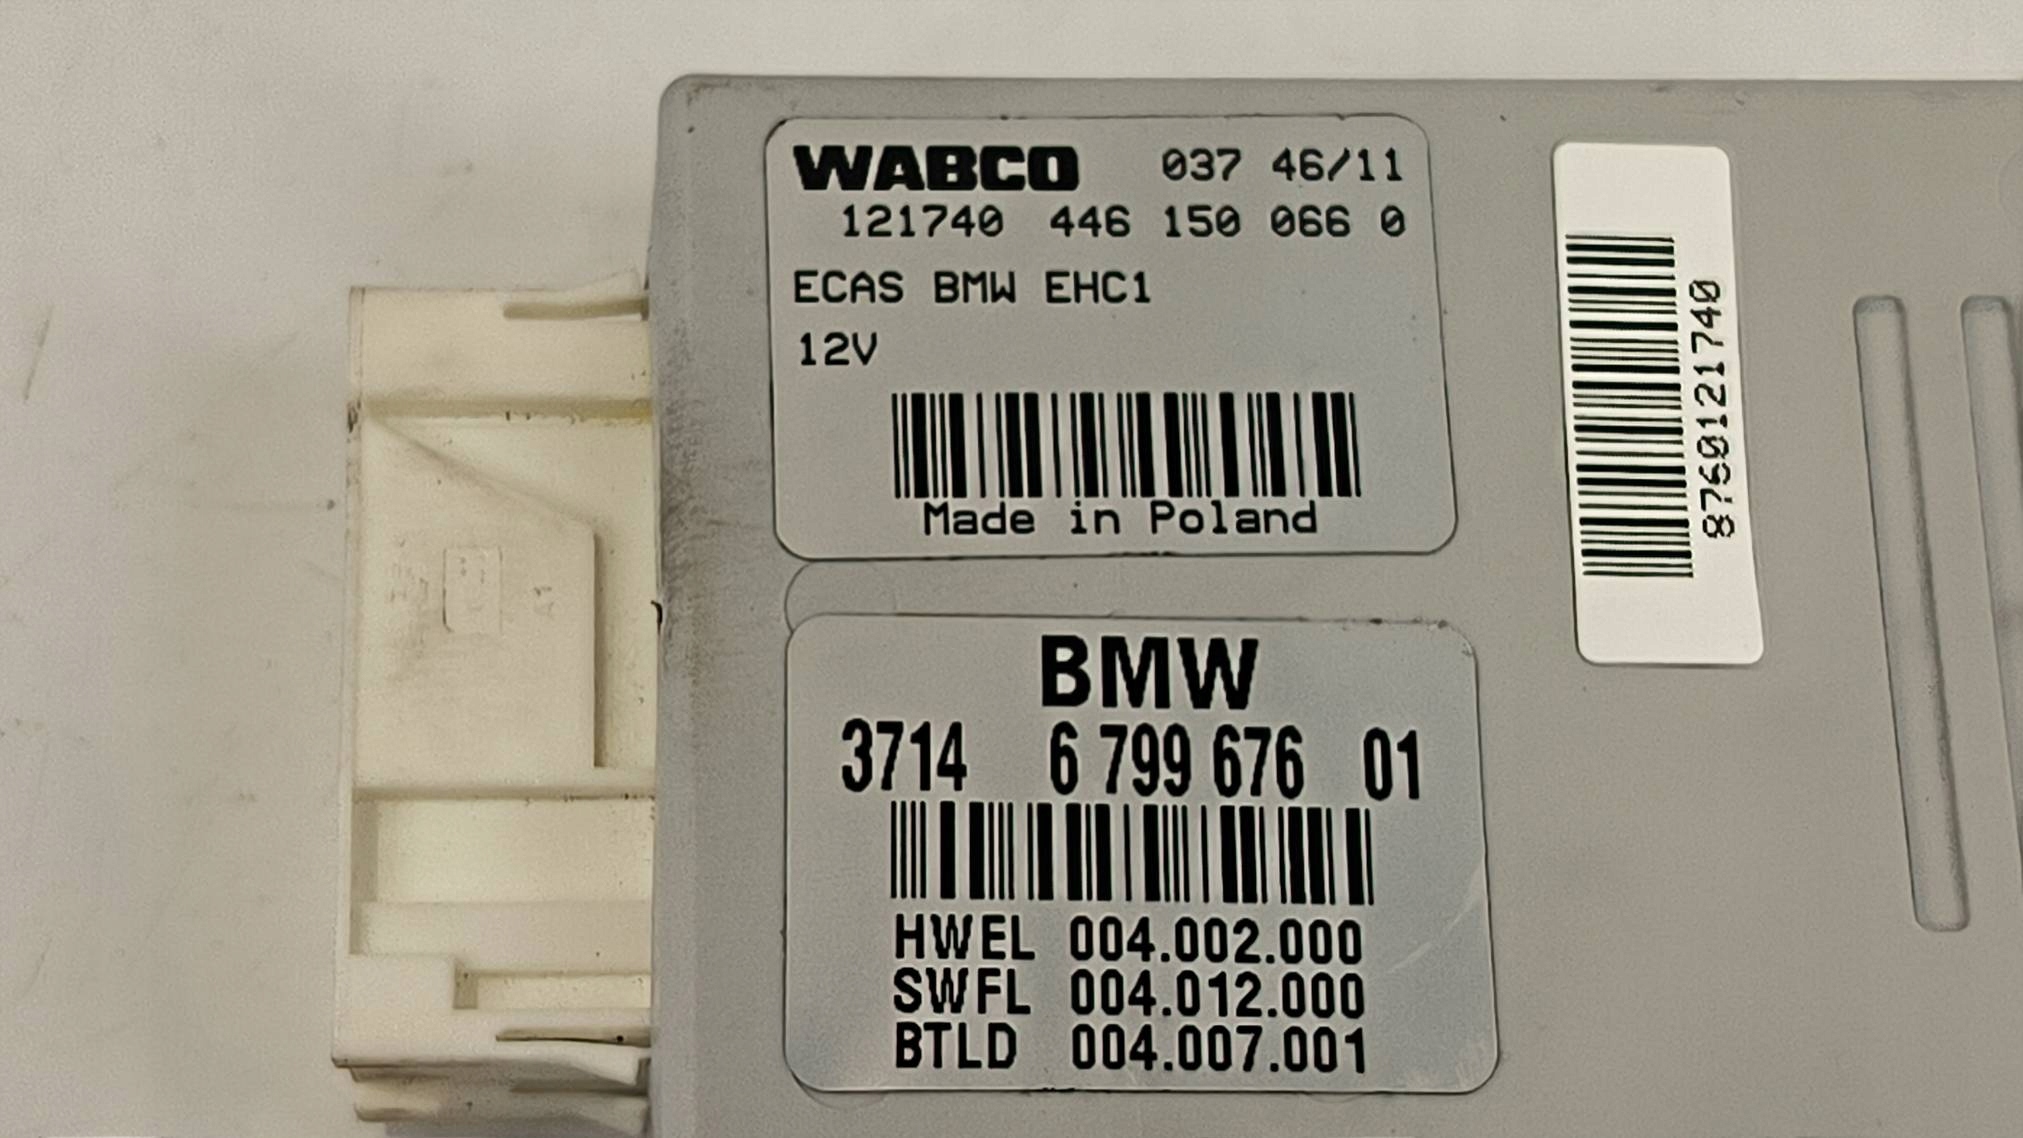 WABCO 037 46/11
121740 446 150 066 0
ECAS BMW EHC1
12V
Made in Poland
8760121740
BMW
3714 6 799 676 01
HWEL 004.002.000
SWFL 004.012.000
BTLD 004.007.001